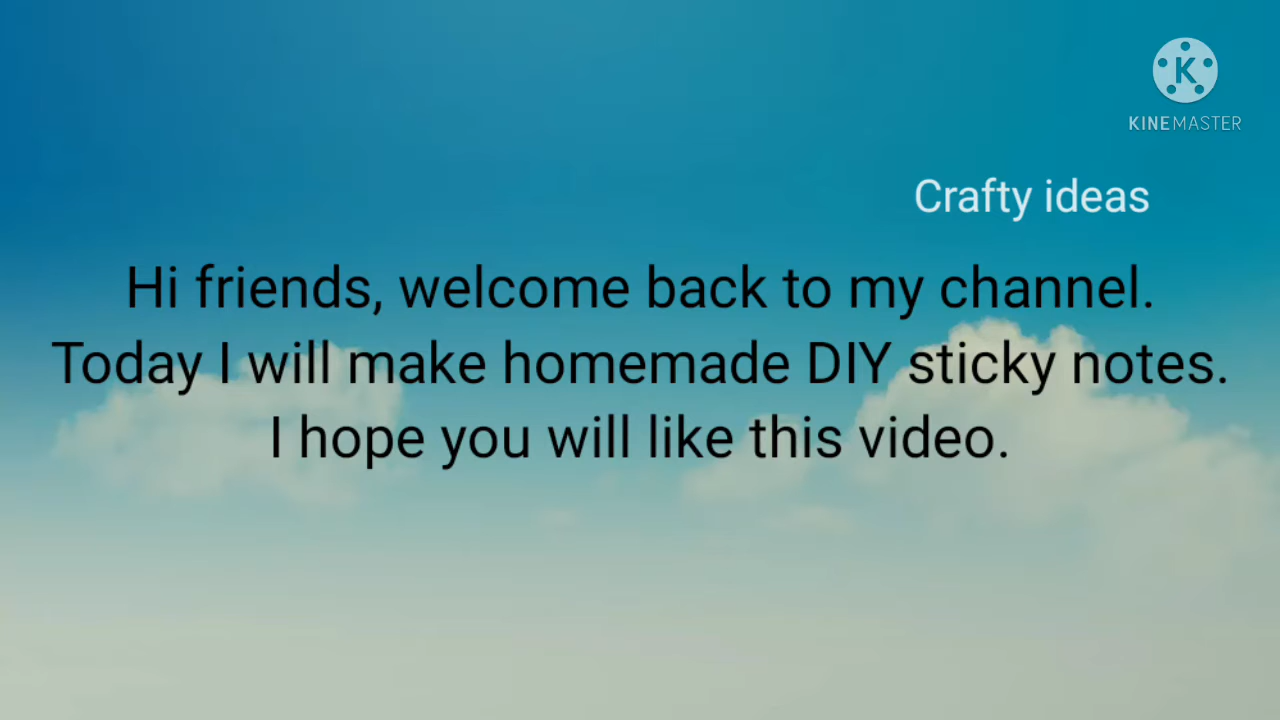 K
KINEMASTER
Crafty ideas
Hi friends, welcome back to my channel.
Today I will make homemade DIY sticky notes.
I hope you will like this video.